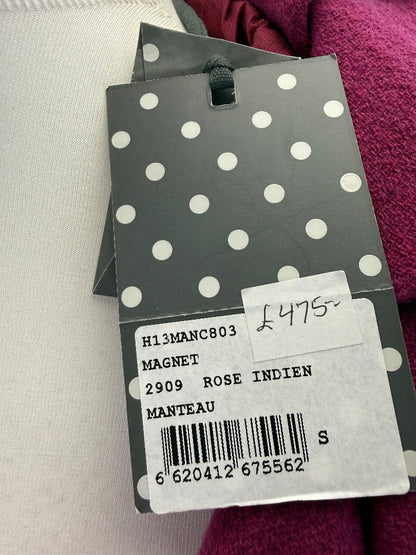 £475-
H13MANC803
MAGNET
2909 ROSE INDIEN
MANTEAU
S
6 620412 675562